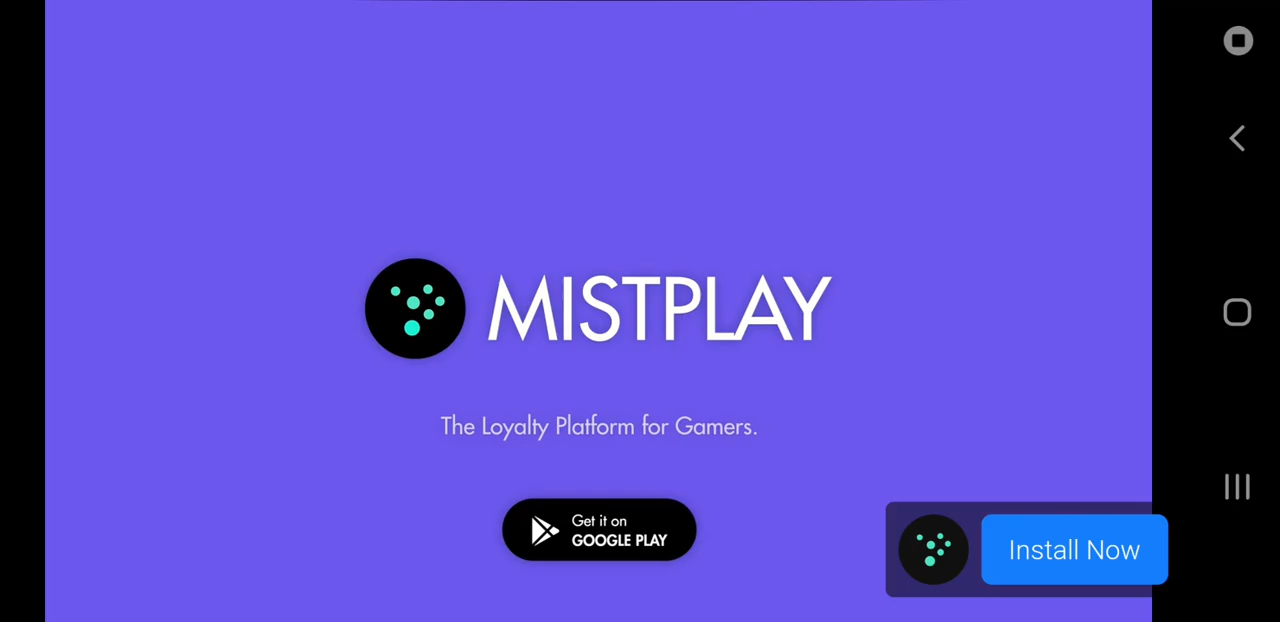 MISTPLAY
The Loyalty Platform for Gamers.
Get it on
GOOGLE PLAY
Install Now